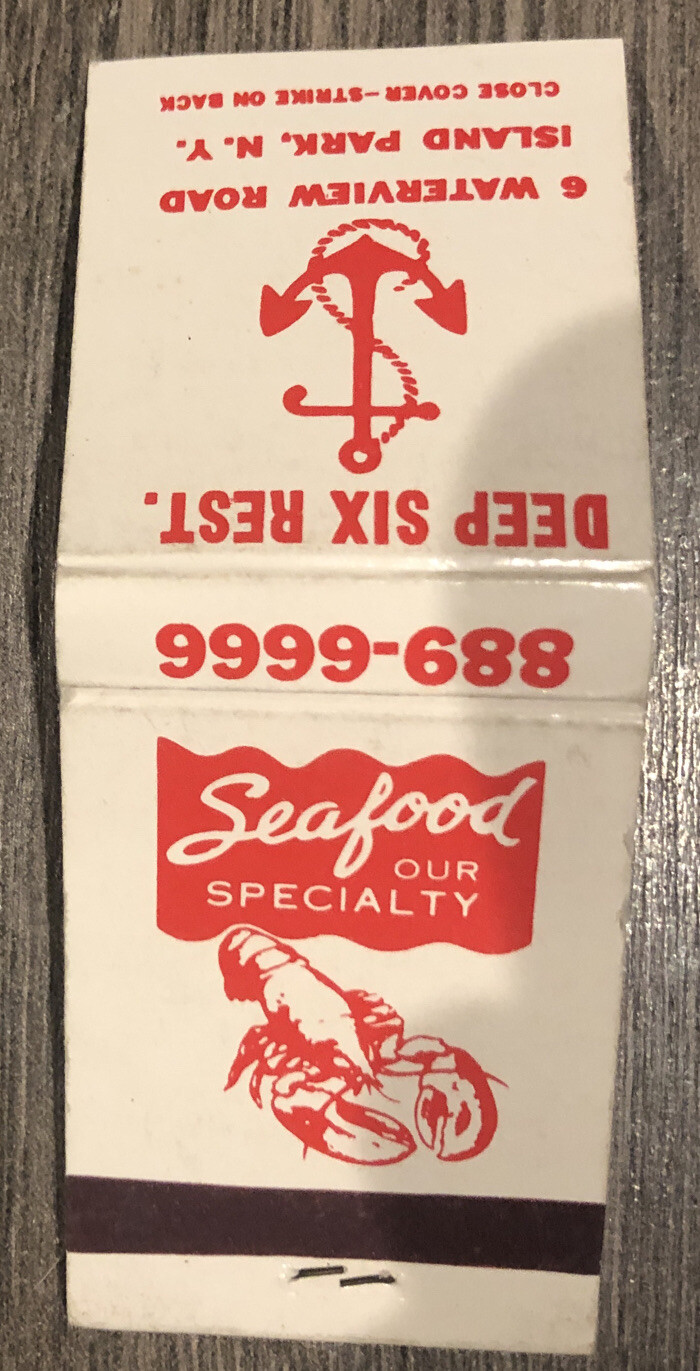 889-6666
DEEP SIX REST.
6 WATERVIEW ROAD
ISLAND PARK, N. Y.
CLOSE COVER–STRIKE ON BACK
Seafood
OUR
SPECIALTY